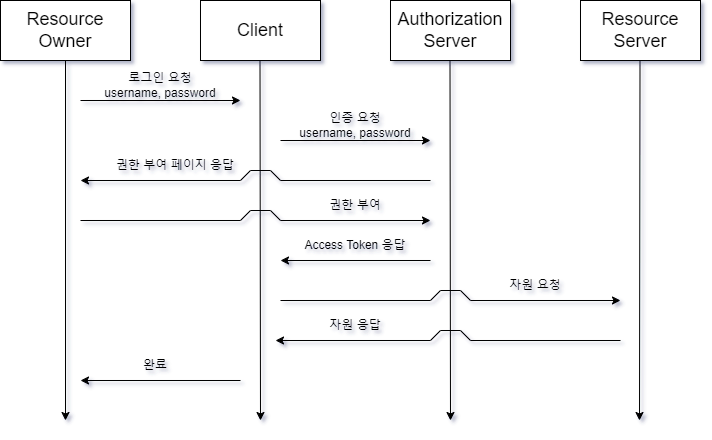 Resource
Owner
Client
Authorization
Server
Resource
Server
로그인 요청
username, password
인증 요청
username, password
권한 부여 페이지 응답
권한 부여
Access Token 응답
자원 요청
자원 응답
완료